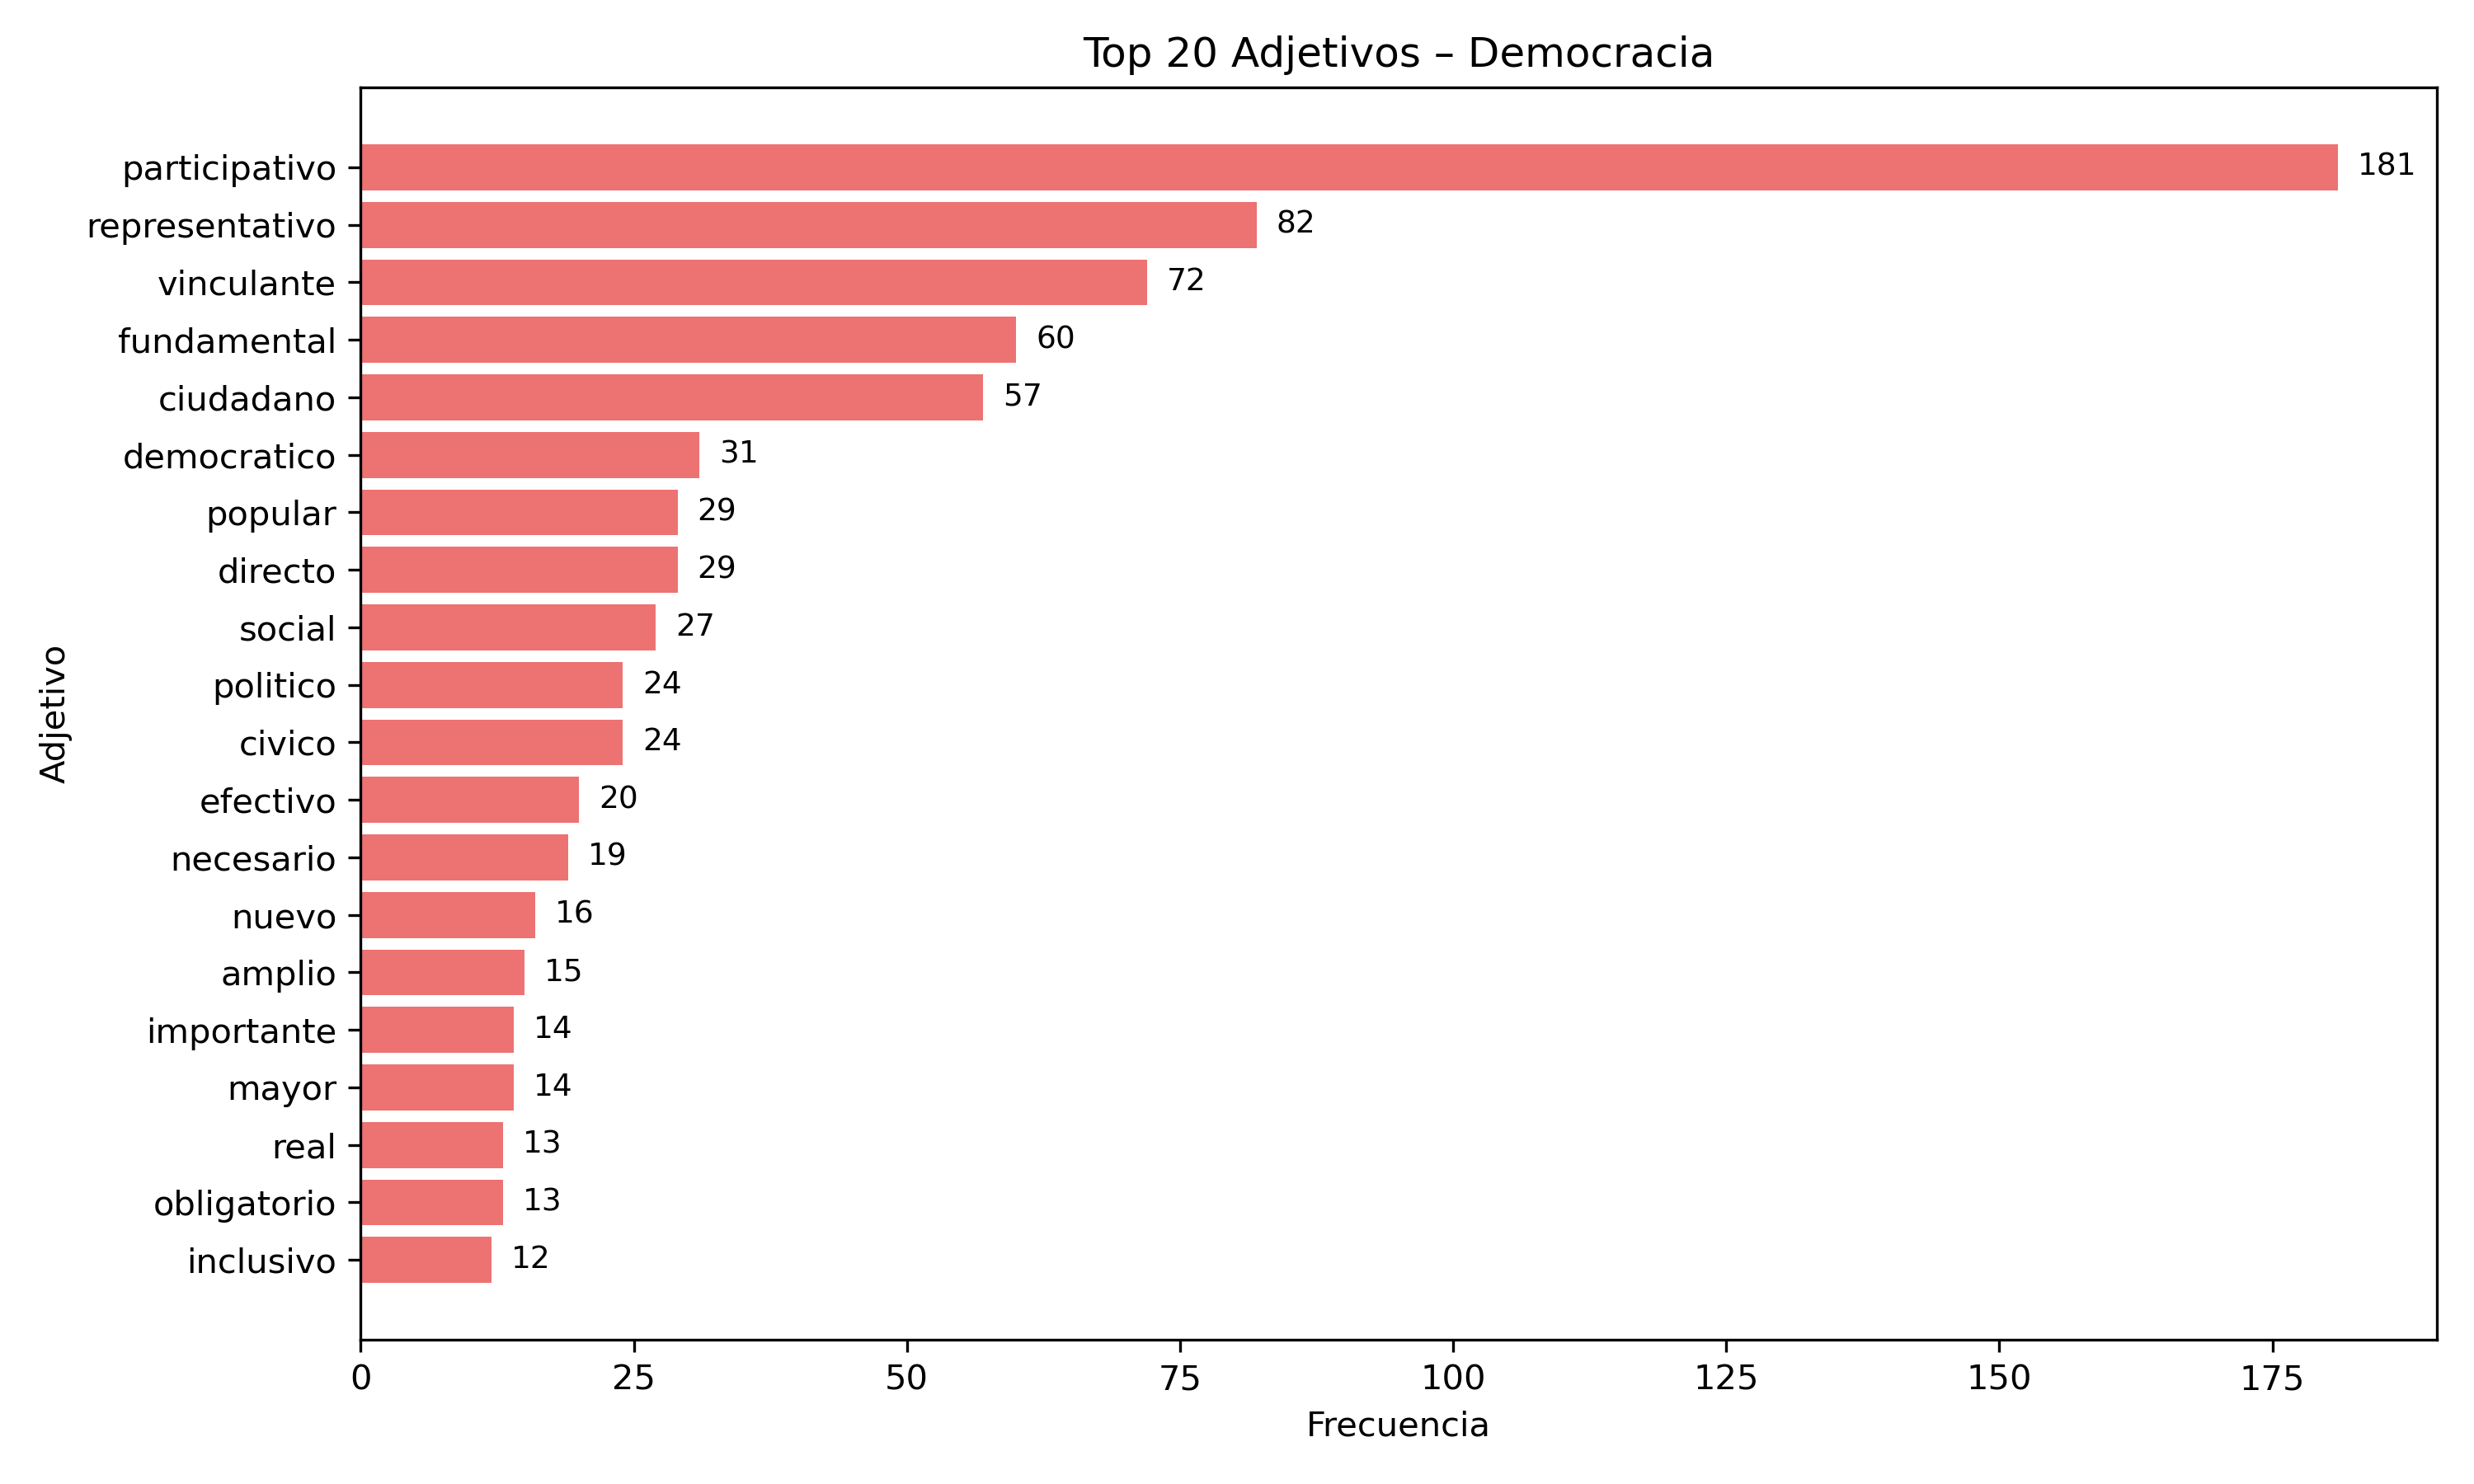 Top 20 Adjetivos – Democracia
Adjetivo
participativo 181
representativo 82
vinculante 72
fundamental 60
ciudadano 57
democratico 31
popular 29
directo 29
social 27
politico 24
civico 24
efectivo 20
necesario 19
nuevo 16
amplio 15
importante 14
mayor 14
real 13
obligatorio 13
inclusivo 12
0 25 50 75 100 125 150 175
Frecuencia